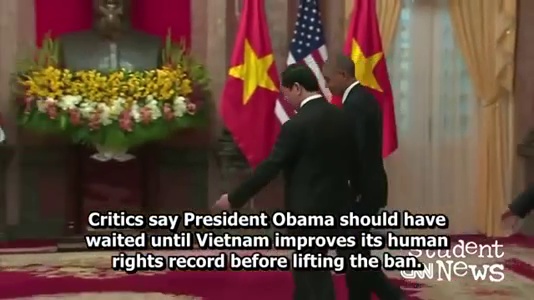 Critics say President Obama should have
waited until Vietnam improves its human
rights record before lifting the ban.
Student
CNN News